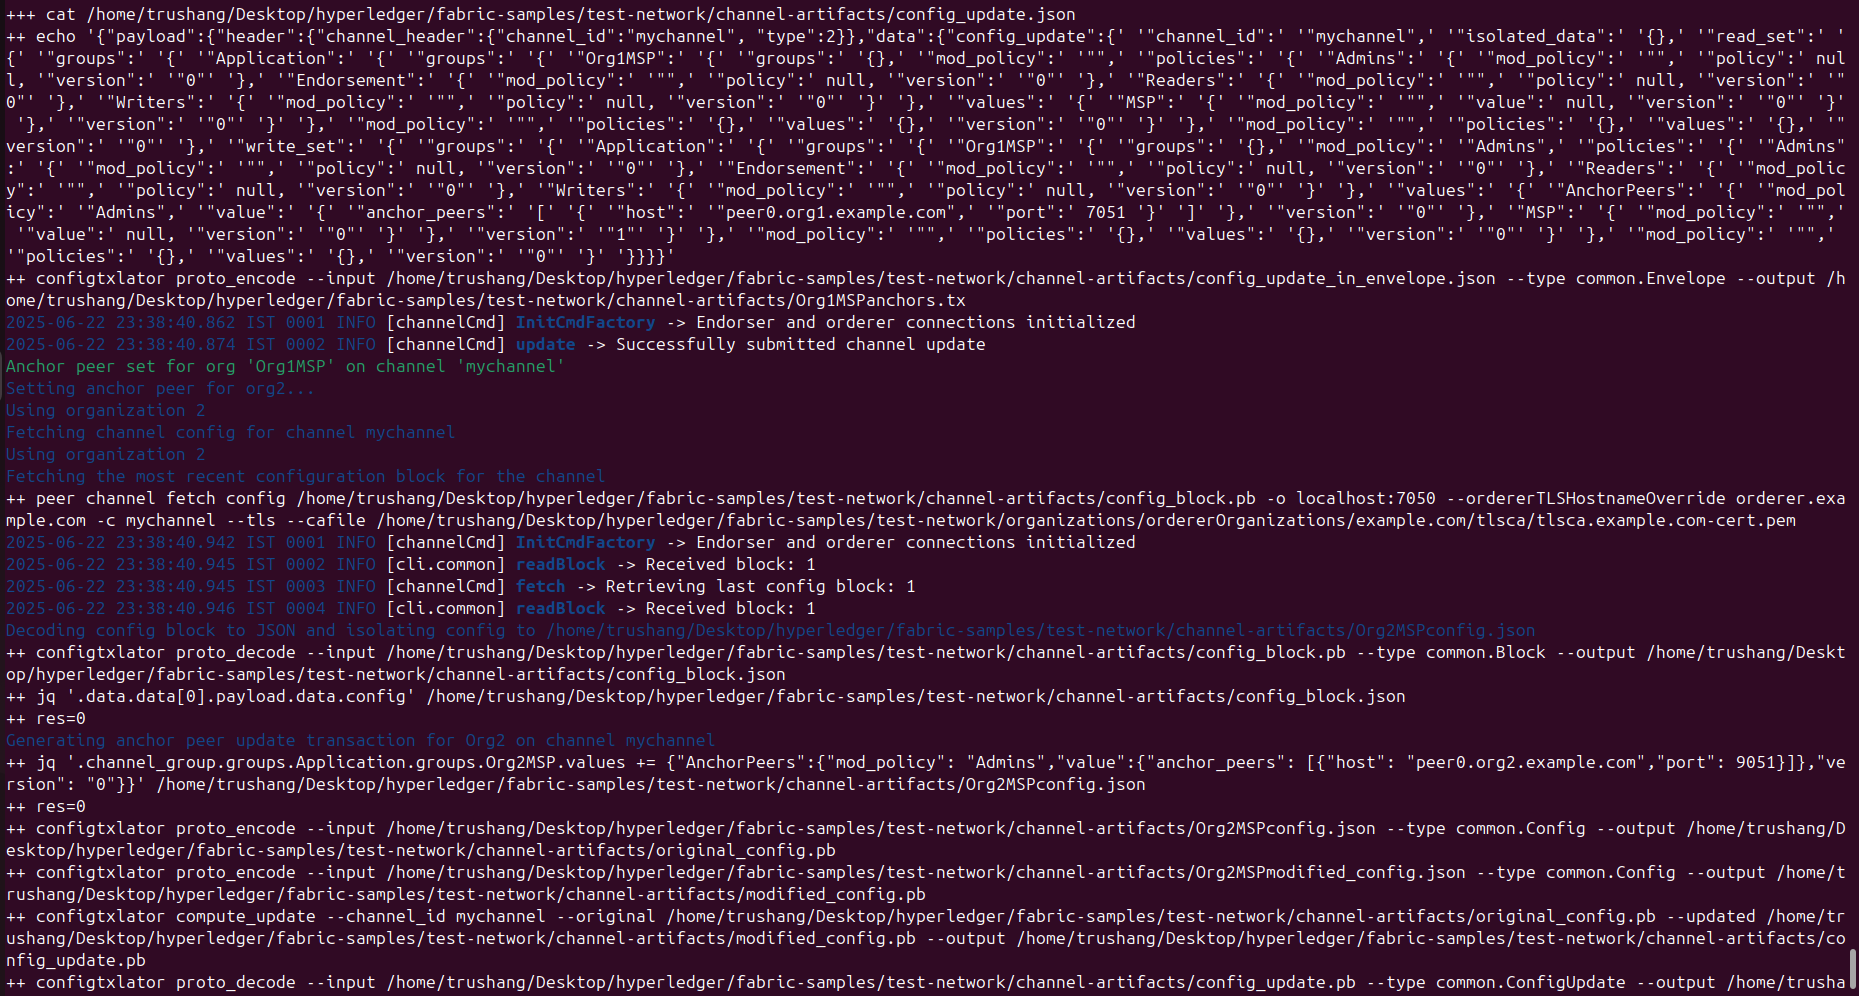 +++ cat /home/trushang/Desktop/hyperledger/fabric-samples/test-network/channel-artifacts/config_update.json
++ echo '{"payload":{"header":{"channel_header":{"channel_id":"mychannel", "type":2}},"data":{"config_update":{' '"channel_id":' '"mychannel",' '"isolated_data":' '{},' '"read_set":' '
{' '"groups":' '{' '"Application":' '{' '"groups":' '{' '"Org1MSP":' '{' '"groups":' '{},' '"mod_policy":' '"",' '"policies":' '{' '"Admins":' '{' '"mod_policy":' '"",' '"policy":' nul
l, '"version":' '"0"' '},' '"Endorsement":' '{' '"mod_policy":' '"",' '"policy":' null, '"version":' '"0"' '},' '"Readers":' '{' '"mod_policy":' '"",' '"policy":' null, '"version":' '"
0"' '},' '"Writers":' '{' '"mod_policy":' '"",' '"policy":' null, '"version":' '"0"' '}' '},' '"values":' '{' '"MSP":' '{' '"mod_policy":' '"",' '"value":' null, '"version":' '"0"' '}'
 '},' '"version":' '"0"' '}' '},' '"mod_policy":' '"",' '"policies":' '{},' '"values":' '{},' '"version":' '"0"' '}' '},' '"mod_policy":' '"",' '"policies":' '{},' '"values":' '{},' '"
version":' '"0"' '},' '"write_set":' '{' '"groups":' '{' '"Application":' '{' '"groups":' '{' '"Org1MSP":' '{' '"groups":' '{},' '"mod_policy":' '"Admins",' '"policies":' '{' '"Admins"
:' '{' '"mod_policy":' '"",' '"policy":' null, '"version":' '"0"' '},' '"Endorsement":' '{' '"mod_policy":' '"",' '"policy":' null, '"version":' '"0"' '},' '"Readers":' '{' '"mod_polic
y":' '"",' '"policy":' null, '"version":' '"0"' '},' '"Writers":' '{' '"mod_policy":' '"",' '"policy":' null, '"version":' '"0"' '}' '},' '"values":' '{' '"AnchorPeers":' '{' '"mod_pol
icy":' '"Admins",' '"value":' '{' '"anchor_peers":' '[' '{' '"host":' '"peer0.org1.example.com",' '"port":' 7051 '}' ']' '},' '"version":' '"0"' '},' '"MSP":' '{' '"mod_policy":' '"",'
 '"value":' null, '"version":' '"0"' '}' '},' '"version":' '"1"' '}' '},' '"mod_policy":' '"",' '"policies":' '{},' '"values":' '{},' '"version":' '"0"' '}' '},' '"mod_policy":' '"",'
'"policies":' '{},' '"values":' '{},' '"version":' '"0"' '}' '}}}}'
++ configtxlator proto_encode --input /home/trushang/Desktop/hyperledger/fabric-samples/test-network/channel-artifacts/config_update_in_envelope.json --type common.Envelope --output /h
ome/trushang/Desktop/hyperledger/fabric-samples/test-network/channel-artifacts/Org1MSPanchors.tx
2025-06-22 23:38:40.862 IST 0001 INFO [channelCmd] InitCmdFactory -> Endorser and orderer connections initialized
2025-06-22 23:38:40.874 IST 0002 INFO [channelCmd] update -> Successfully submitted channel update
Anchor peer set for org 'Org1MSP' on channel 'mychannel'
Setting anchor peer for org2...
Using organization 2
Fetching channel config for channel mychannel
Using organization 2
Fetching the most recent configuration block for the channel
++ peer channel fetch config /home/trushang/Desktop/hyperledger/fabric-samples/test-network/channel-artifacts/config_block.pb -o localhost:7050 --ordererTLSHostnameOverride orderer.exa
mple.com -c mychannel --tls --cafile /home/trushang/Desktop/hyperledger/fabric-samples/test-network/organizations/ordererOrganizations/example.com/tlsca/tlsca.example.com-cert.pem
2025-06-22 23:38:40.942 IST 0001 INFO [channelCmd] InitCmdFactory -> Endorser and orderer connections initialized
2025-06-22 23:38:40.945 IST 0002 INFO [cli.common] readBlock -> Received block: 1
2025-06-22 23:38:40.945 IST 0003 INFO [channelCmd] fetch -> Retrieving last config block: 1
2025-06-22 23:38:40.946 IST 0004 INFO [cli.common] readBlock -> Received block: 1
Decoding config block to JSON and isolating config to /home/trushang/Desktop/hyperledger/fabric-samples/test-network/channel-artifacts/Org2MSPconfig.json
++ configtxlator proto_decode --input /home/trushang/Desktop/hyperledger/fabric-samples/test-network/channel-artifacts/config_block.pb --type common.Block --output /home/trushang/Deskt
op/hyperledger/fabric-samples/test-network/channel-artifacts/config_block.json
++ jq '.data.data[0].payload.data.config' /home/trushang/Desktop/hyperledger/fabric-samples/test-network/channel-artifacts/config_block.json
++ res=0
Generating anchor peer update transaction for Org2 on channel mychannel
++ jq '.channel_group.groups.Application.groups.Org2MSP.values += {"AnchorPeers":{"mod_policy": "Admins","value":{"anchor_peers": [{"host": "peer0.org2.example.com","port": 9051}]},"ve
rsion": "0"}}' /home/trushang/Desktop/hyperledger/fabric-samples/test-network/channel-artifacts/Org2MSPconfig.json
++ res=0
++ configtxlator proto_encode --input /home/trushang/Desktop/hyperledger/fabric-samples/test-network/channel-artifacts/Org2MSPconfig.json --type common.Config --output /home/trushang/D
esktop/hyperledger/fabric-samples/test-network/channel-artifacts/original_config.pb
++ configtxlator proto_encode --input /home/trushang/Desktop/hyperledger/fabric-samples/test-network/channel-artifacts/Org2MSPmodified_config.json --type common.Config --output /home/t
rushang/Desktop/hyperledger/fabric-samples/test-network/channel-artifacts/modified_config.pb
++ configtxlator compute_update --channel_id mychannel --original /home/trushang/Desktop/hyperledger/fabric-samples/test-network/channel-artifacts/original_config.pb --updated /home/tr
ushang/Desktop/hyperledger/fabric-samples/test-network/channel-artifacts/modified_config.pb --output /home/trushang/Desktop/hyperledger/fabric-samples/test-network/channel-artifacts/co
nfig_update.pb
++ configtxlator proto_decode --input /home/trushang/Desktop/hyperledger/fabric-samples/test-network/channel-artifacts/config_update.pb --type common.ConfigUpdate --output /home/trusha